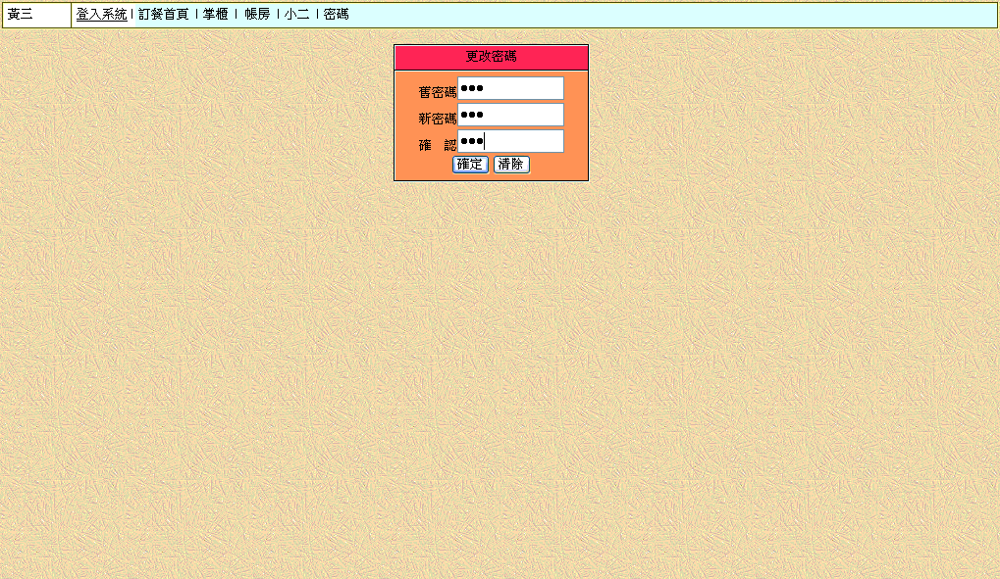 黃三 登入系統 | 訂餐首頁 | 掌櫃 | 帳房 | 小二 | 密碼
更改密碼
舊密碼 ●●●
新密碼 ●●●
確　認 ●●●
確定 清除